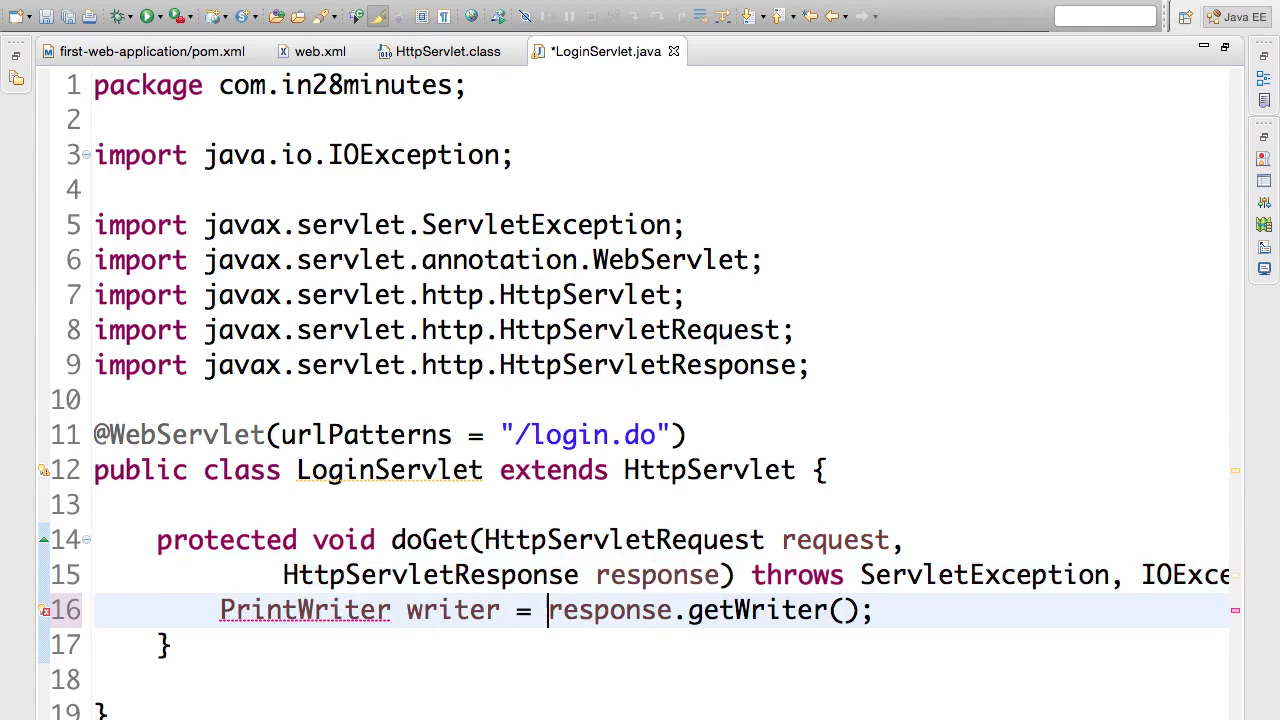 Java EE
first-web-application/pom.xml web.xml HttpServlet.class *LoginServlet.java
1 package com.in28minutes;
2
3 import java.io.IOException;
4
5 import javax.servlet.ServletException;
6 import javax.servlet.annotation.WebServlet;
7 import javax.servlet.http.HttpServlet;
8 import javax.servlet.http.HttpServletRequest;
9 import javax.servlet.http.HttpServletResponse;
10
11 @WebServlet(urlPatterns = "/login.do")
12 public class LoginServlet extends HttpServlet {
13
14 protected void doGet(HttpServletRequest request,
15 HttpServletResponse response) throws ServletException, IOExce
16 PrintWriter writer = response.getWriter();
17 }
18
19 }